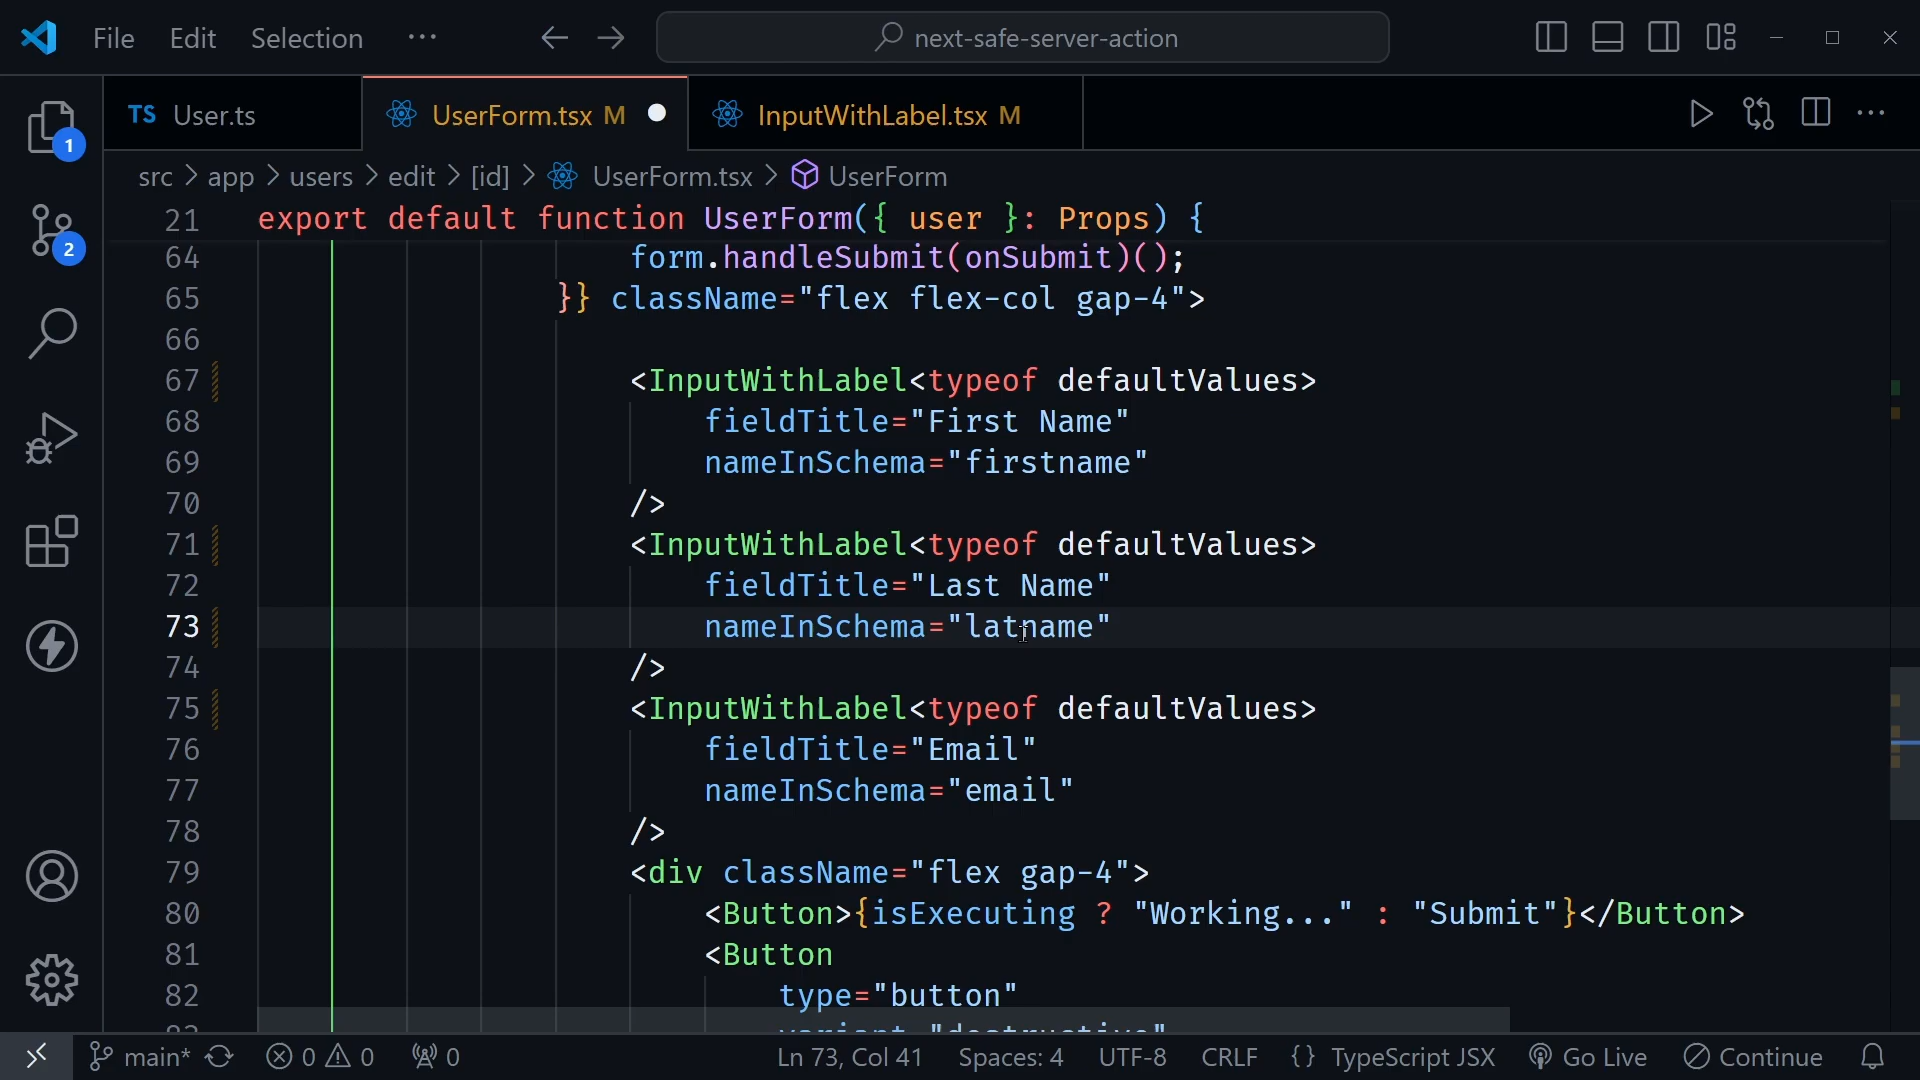 File Edit Selection ··· next-safe-server-action
TS User.ts UserForm.tsx M InputWithLabel.tsx M
src > app > users > edit > [id] > UserForm.tsx > UserForm
21 export default function UserForm({ user }: Props) {
64 form.handleSubmit(onSubmit)();
65 }} className="flex flex-col gap-4">
66
67 <InputWithLabel<typeof defaultValues>
68 fieldTitle="First Name"
69 nameInSchema="firstname"
70 />
71 <InputWithLabel<typeof defaultValues>
72 fieldTitle="Last Name"
73 nameInSchema="latname"
74 />
75 <InputWithLabel<typeof defaultValues>
76 fieldTitle="Email"
77 nameInSchema="email"
78 />
79 <div className="flex gap-4">
80 <Button>{isExecuting ? "Working..." : "Submit"}</Button>
81 <Button
82 type="button"
83 variant="destructive"
1
2
main* 0 0 0 Ln 73, Col 41 Spaces: 4 UTF-8 CRLF {} TypeScript JSX Go Live Continue